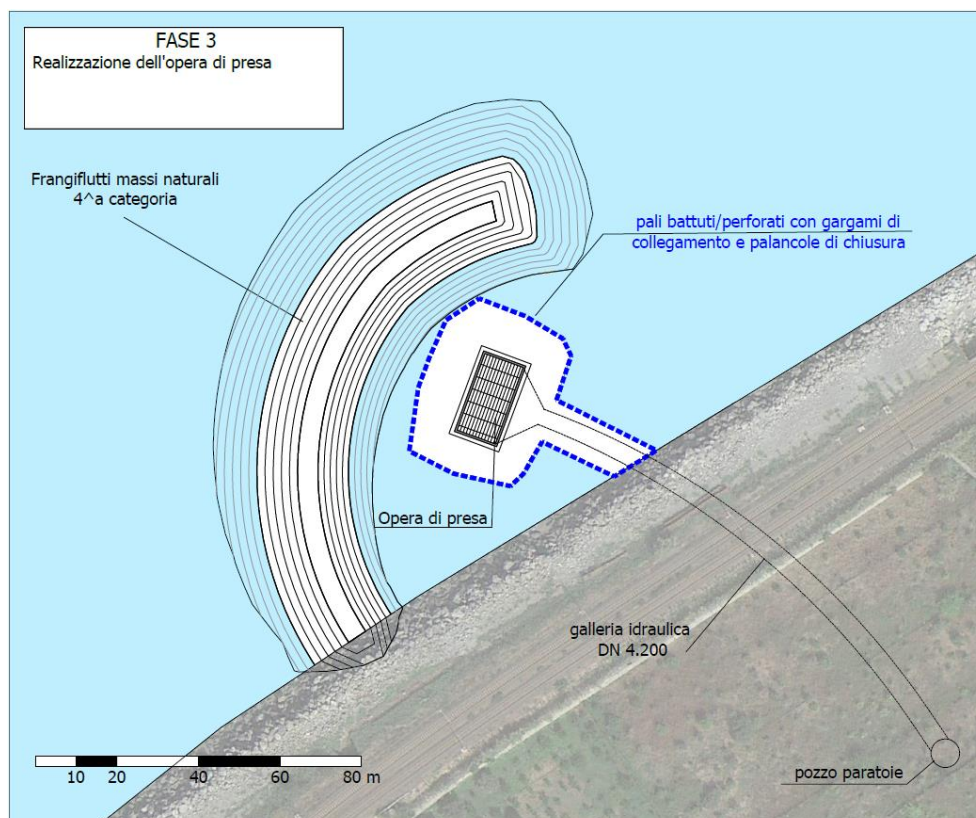 FASE 3
Realizzazione dell'opera di presa
Frangiflutti massi naturali
4^a categoria
pali battuti/perforati con gargami di
collegamento e palancole di chiusura
Opera di presa
galleria idraulica
DN 4.200
pozzo paratoie
10 20 40 60 80 m